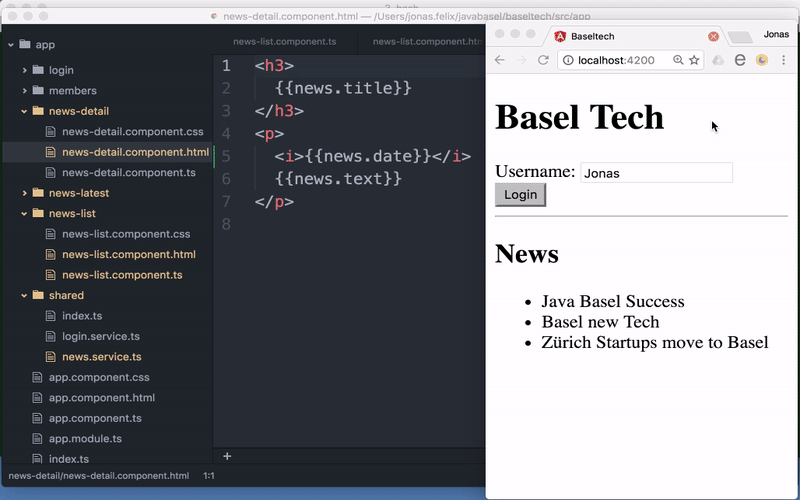 2. bash
news-detail.component.html — /Users/jonas.felix/javabasel/baseltech/src/app
app
login
members
news-detail
news-detail.component.css
news-detail.component.html
news-detail.component.ts
news-latest
news-list
news-list.component.css
news-list.component.html
news-list.component.ts
shared
index.ts
login.service.ts
news.service.ts
app.component.css
app.component.html
app.component.ts
app.module.ts
index.ts
news-detail/news-detail.component.html 1:1
news-list.component.ts
news-list.component.ht
1 <h3>
2 {{news.title}}
3 </h3>
4 <p>
5 <i>{{news.date}}</i>
6 {{news.text}}
7 </p>
8
+
Baseltech
Jonas
localhost:4200
Basel Tech
Username: Jonas
Login
News
• Java Basel Success
• Basel new Tech
• Zürich Startups move to Basel